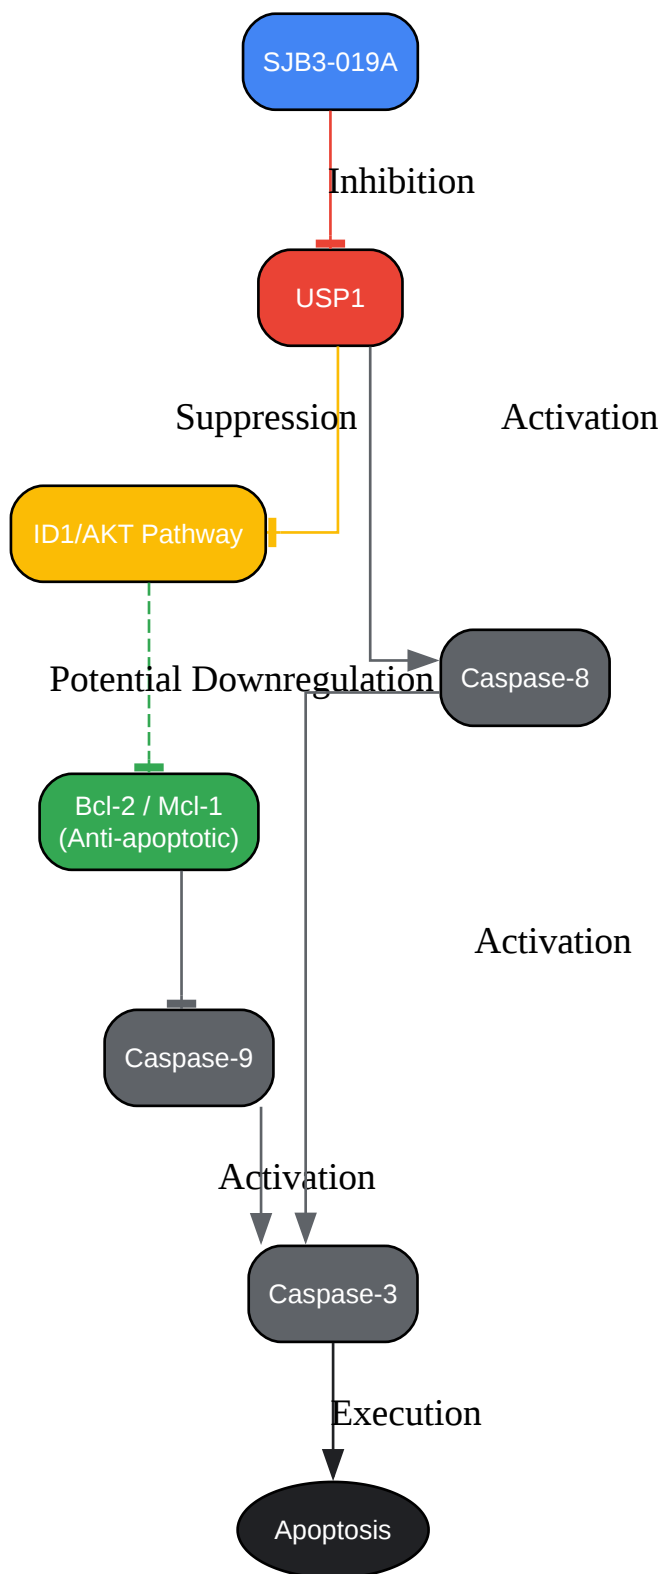 SJB3-019A
Inhibition
USP1
Suppression
Activation
ID1/AKT Pathway
Potential Downregulation
Caspase-8
Bcl-2 / Mcl-1
(Anti-apoptotic)
Activation
Caspase-9
Activation
Caspase-3
Execution
Apoptosis